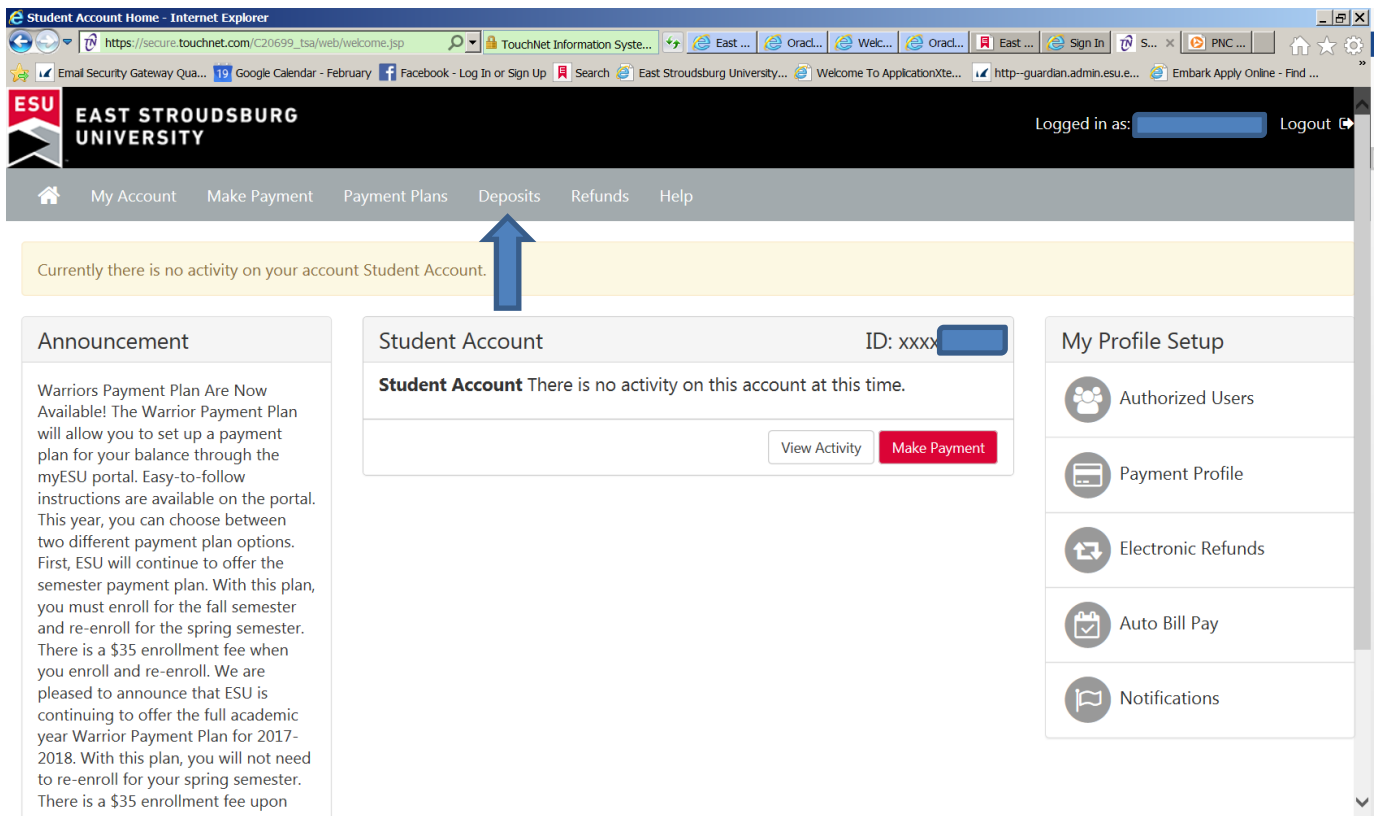 Student Account Home - Internet Explorer
https://secure.touchnet.com/C20699_tsa/web/welcome.jsp TouchNet Information Syste... East ... Oracl... Welc... Oracl... East ... Sign In S... PNC ...
Email Security Gateway Qua... 19 Google Calendar - February Facebook - Log In or Sign Up Search East Stroudsburg University... Welcome To ApplicationXte... http--guardian.admin.esu.e... Embark Apply Online - Find ... »
ESU
EAST STROUDSBURG
UNIVERSITY
Logged in as: Logout
My Account Make Payment Payment Plans Deposits Refunds Help
Currently there is no activity on your account Student Account.
Announcement
Warriors Payment Plan Are Now
Available! The Warrior Payment Plan
will allow you to set up a payment
plan for your balance through the
myESU portal. Easy-to-follow
instructions are available on the portal.
This year, you can choose between
two different payment plan options.
First, ESU will continue to offer the
semester payment plan. With this plan,
you must enroll for the fall semester
and re-enroll for the spring semester.
There is a $35 enrollment fee when
you enroll and re-enroll. We are
pleased to announce that ESU is
continuing to offer the full academic
year Warrior Payment Plan for 2017-
2018. With this plan, you will not need
to re-enroll for your spring semester.
There is a $35 enrollment fee upon
Student Account ID: xxxx
Student Account There is no activity on this account at this time.
View Activity Make Payment
My Profile Setup
Authorized Users
Payment Profile
Electronic Refunds
Auto Bill Pay
Notifications